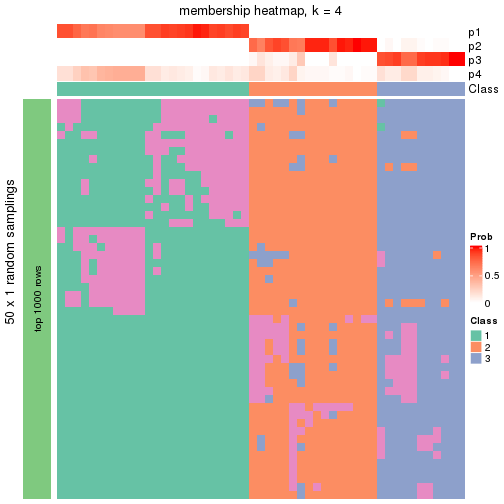 membership heatmap, k = 4
p1
p2
p3
p4
Class
50 x 1 random samplings
top 1000 rows
Prob
1
0.5
0
Class
1
2
3